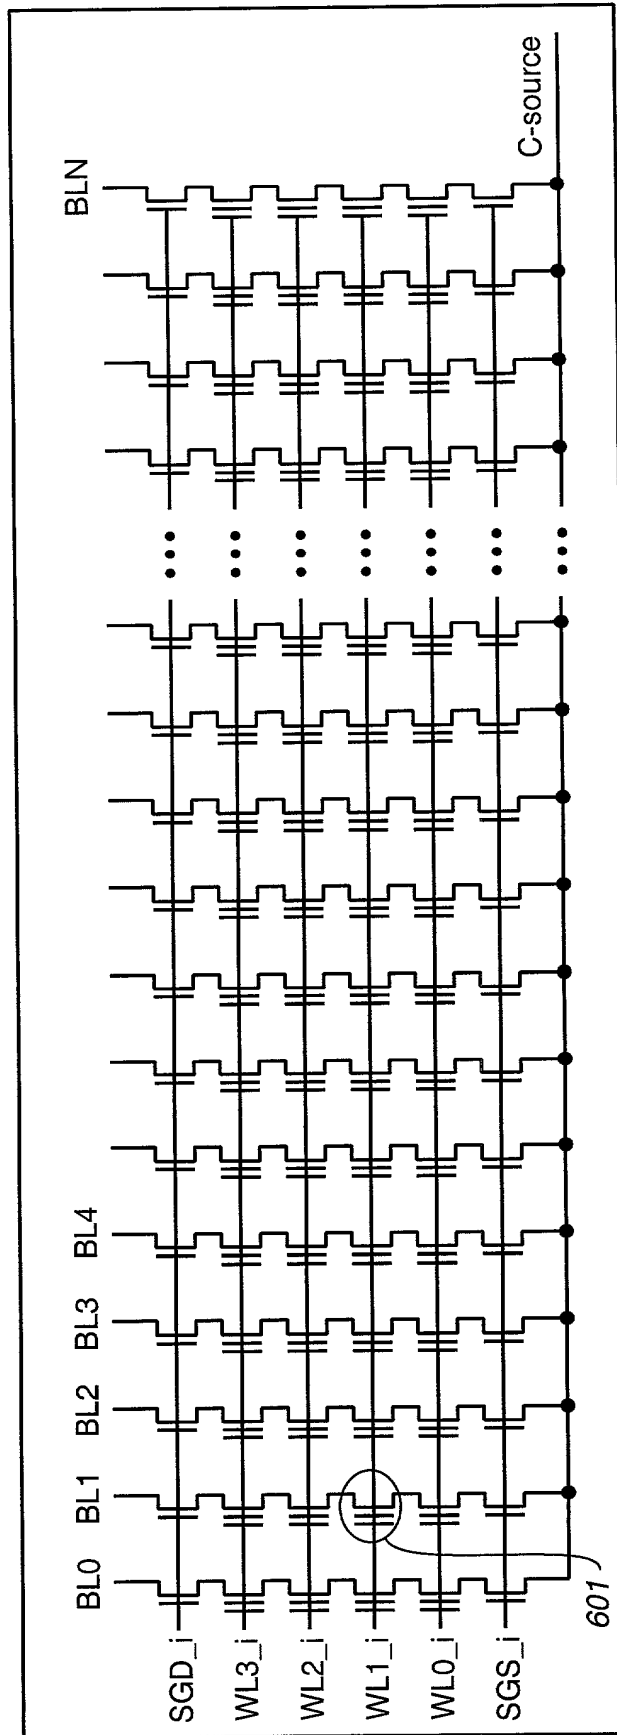 BL0
BL1
BL2
BL3
BL4
BLN
SGD_i
WL3_i
WL2_i
WL1_i
WL0_i
SGS_i
C-source
601